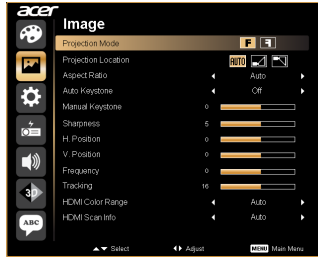 acer
Image
Projection Mode F F
Projection Location AUTO
Aspect Ratio Auto
Auto Keystone Off
Manual Keystone 0
Sharpness 5
H. Position 0
V. Position 0
Frequency 0
Tracking 16
HDMI Color Range Auto
HDMI Scan Info Auto
3D
ABC
Select Adjust MENU Main Menu